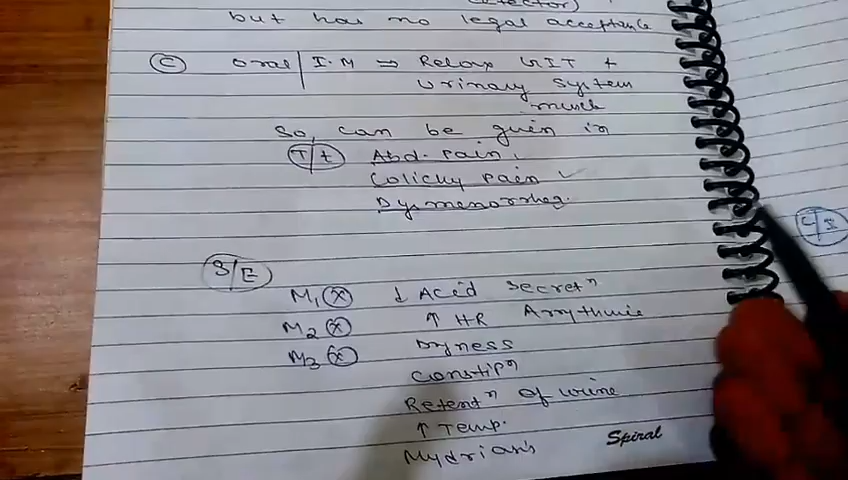 but has no legal acceptance
C oral / I.M ⇒ Relax GIT +
urinary system
muscle
So, can be given in
T/t Abd. pain,
Colicky pain ✓
Dysmenorrhea.
S/E
M1 ⓧ ↓ Acid secretⁿ
M2 ⓧ ↑ HR Arrythmia
M3 ⓧ Dryness
Constipⁿ
Retentⁿ of urine
↑ Temp.
Mydriasis
Spiral
C/I